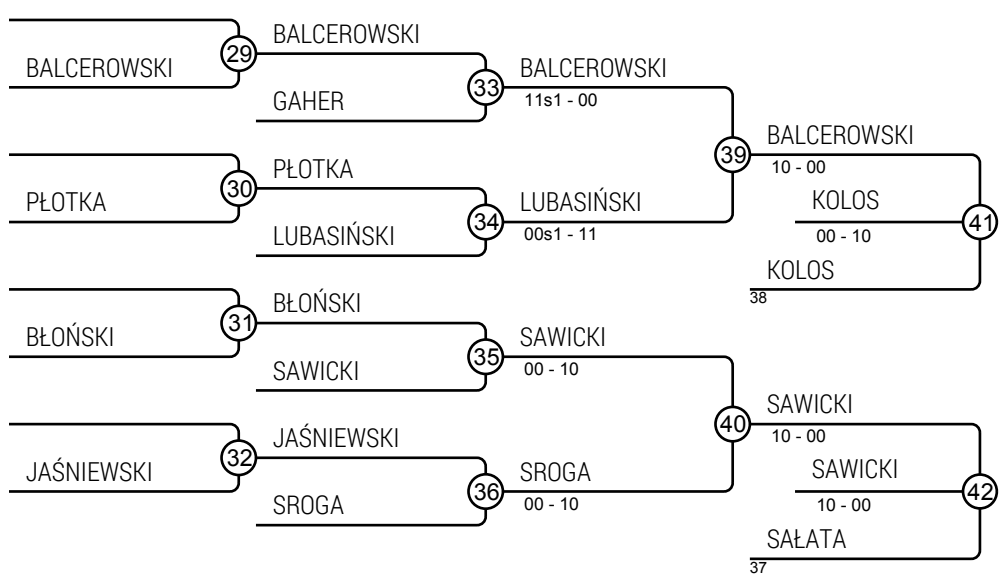 BALCEROWSKI
29
BALCEROWSKI
GAHER
33
BALCEROWSKI
11s1 - 00
PŁOTKA
30
PŁOTKA
LUBASIŃSKI
34
LUBASIŃSKI
00s1 - 11
39
BALCEROWSKI
10 - 00
KOLOS
00 - 10
41
KOLOS
38
BŁOŃSKI
31
BŁOŃSKI
SAWICKI
35
SAWICKI
00 - 10
JAŚNIEWSKI
32
JAŚNIEWSKI
SROGA
36
SROGA
00 - 10
40
SAWICKI
10 - 00
SAWICKI
10 - 00
42
SAŁATA
37